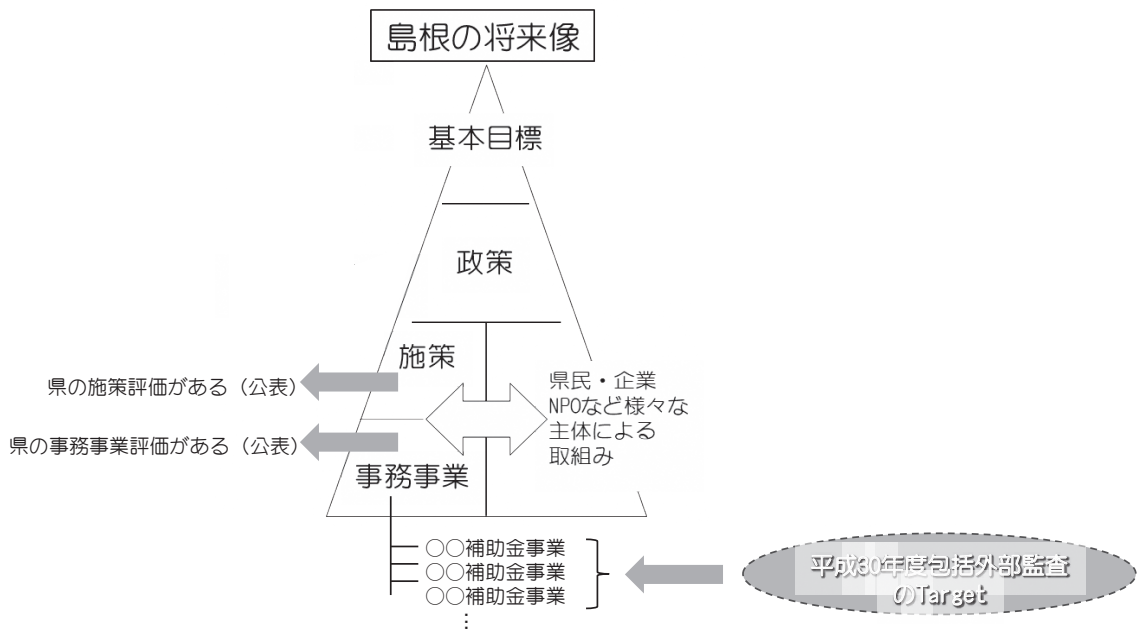 島根の将来像
基本目標
政策
施策
県の施策評価がある（公表）
県民・企業
NPOなど様々な
主体による
取組み
県の事務事業評価がある（公表）
事務事業
○○補助金事業
○○補助金事業
○○補助金事業
⋮
平成30年度包括外部監査
のTarget